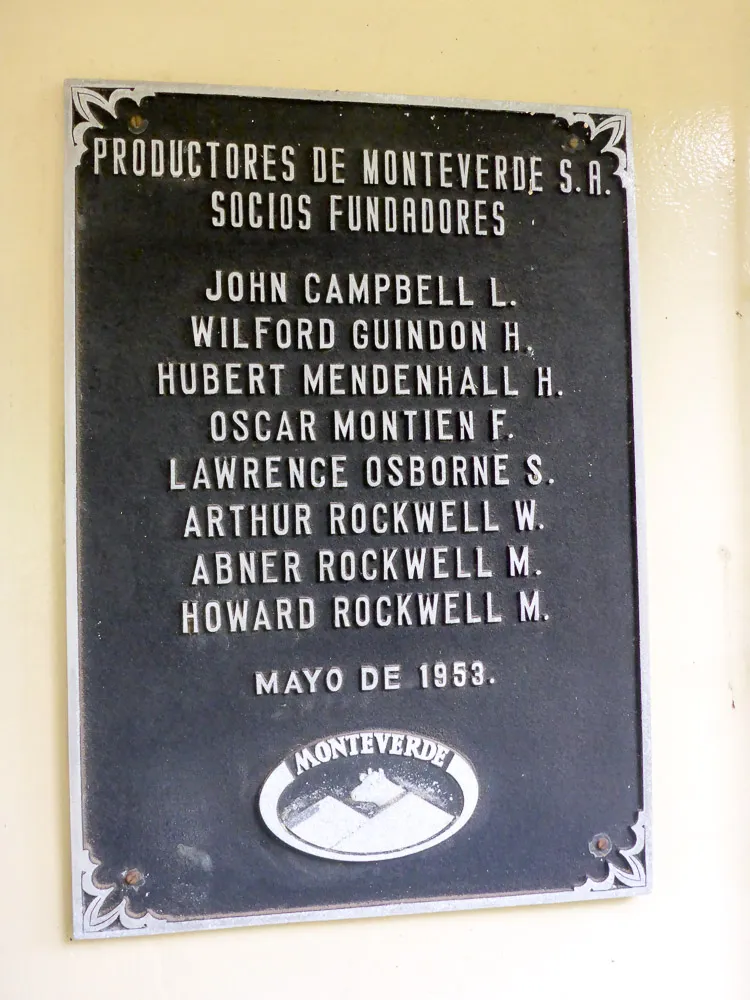 PRODUCTORES DE MONTEVERDE S.A.
SOCIOS FUNDADORES
JOHN CAMPBELL L.
WILFORD GUINDON H.
HUBERT MENDENHALL H.
OSCAR MONTIEN F.
LAWRENCE OSBORNE S.
ARTHUR ROCKWELL W.
ABNER ROCKWELL M.
HOWARD ROCKWELL M.
MAYO DE 1953.
MONTEVERDE